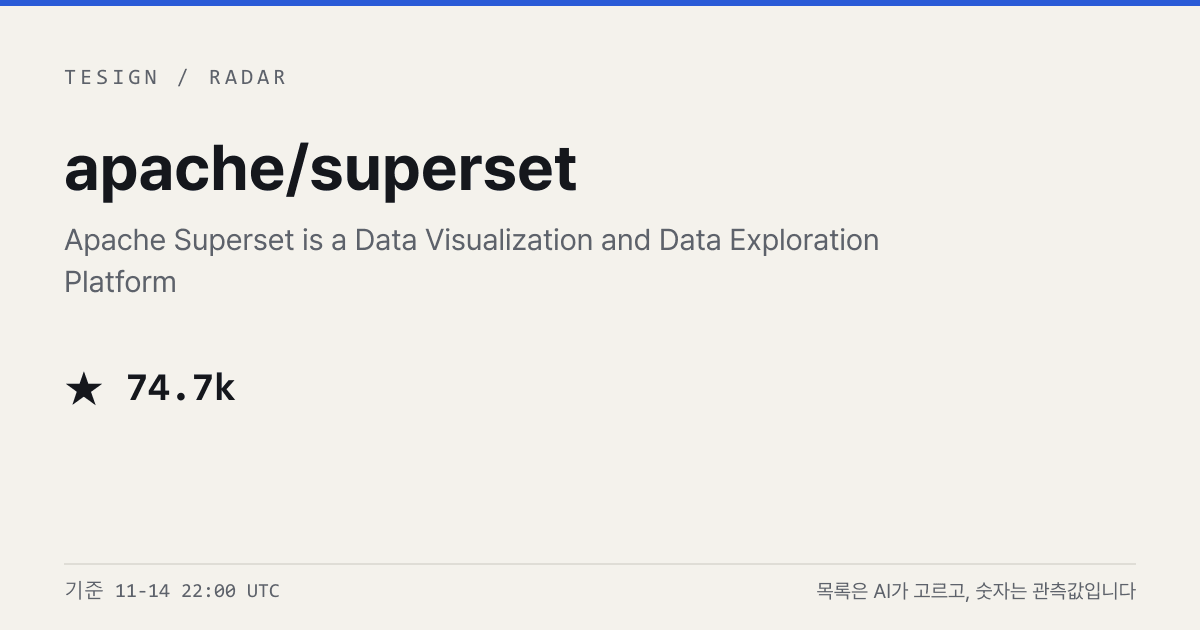 TESIGN / RADAR
apache/superset
Apache Superset is a Data Visualization and Data Exploration
Platform
★ 74.7k
기준 11-14 22:00 UTC
목록은 AI가 고르고, 숫자는 관측값입니다